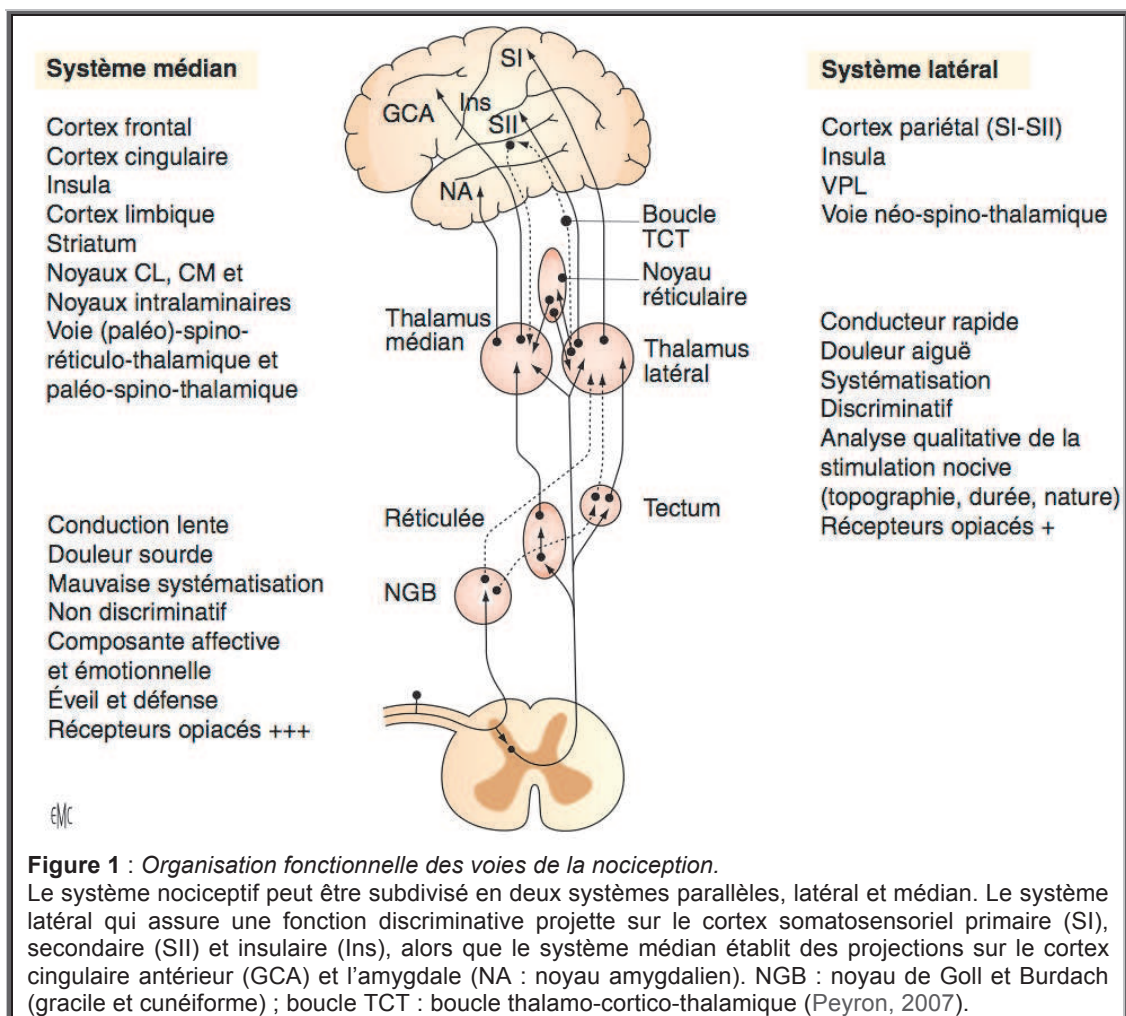 Système médian
Cortex frontal
Cortex cingulaire
Insula
Cortex limbique
Striatum
Noyaux CL, CM et
Noyaux intralaminaires
Voie (paléo)-spino-
réticulo-thalamique et
paléo-spino-thalamique
Conduction lente
Douleur sourde
Mauvaise systématisation
Non discriminatif
Composante affective
et émotionnelle
Éveil et défense
Récepteurs opiacés +++
SI
GCA
Ins
SII
NA
Boucle
TCT
Noyau
réticulaire
Thalamus
médian
Thalamus
latéral
Réticulée
Tectum
NGB
Système latéral
Cortex pariétal (SI-SII)
Insula
VPL
Voie néo-spino-thalamique
Conducteur rapide
Douleur aiguë
Systématisation
Discriminatif
Analyse qualitative de la
stimulation nocive
(topographie, durée, nature)
Récepteurs opiacés +
EMC
Figure 1 : Organisation fonctionnelle des voies de la nociception.
Le système nociceptif peut être subdivisé en deux systèmes parallèles, latéral et médian. Le système
latéral qui assure une fonction discriminative projette sur le cortex somatosensoriel primaire (SI),
secondaire (SII) et insulaire (Ins), alors que le système médian établit des projections sur le cortex
cingulaire antérieur (GCA) et l'amygdale (NA : noyau amygdalien). NGB : noyau de Goll et Burdach
(gracile et cunéiforme) ; boucle TCT : boucle thalamo-cortico-thalamique (Peyron, 2007).